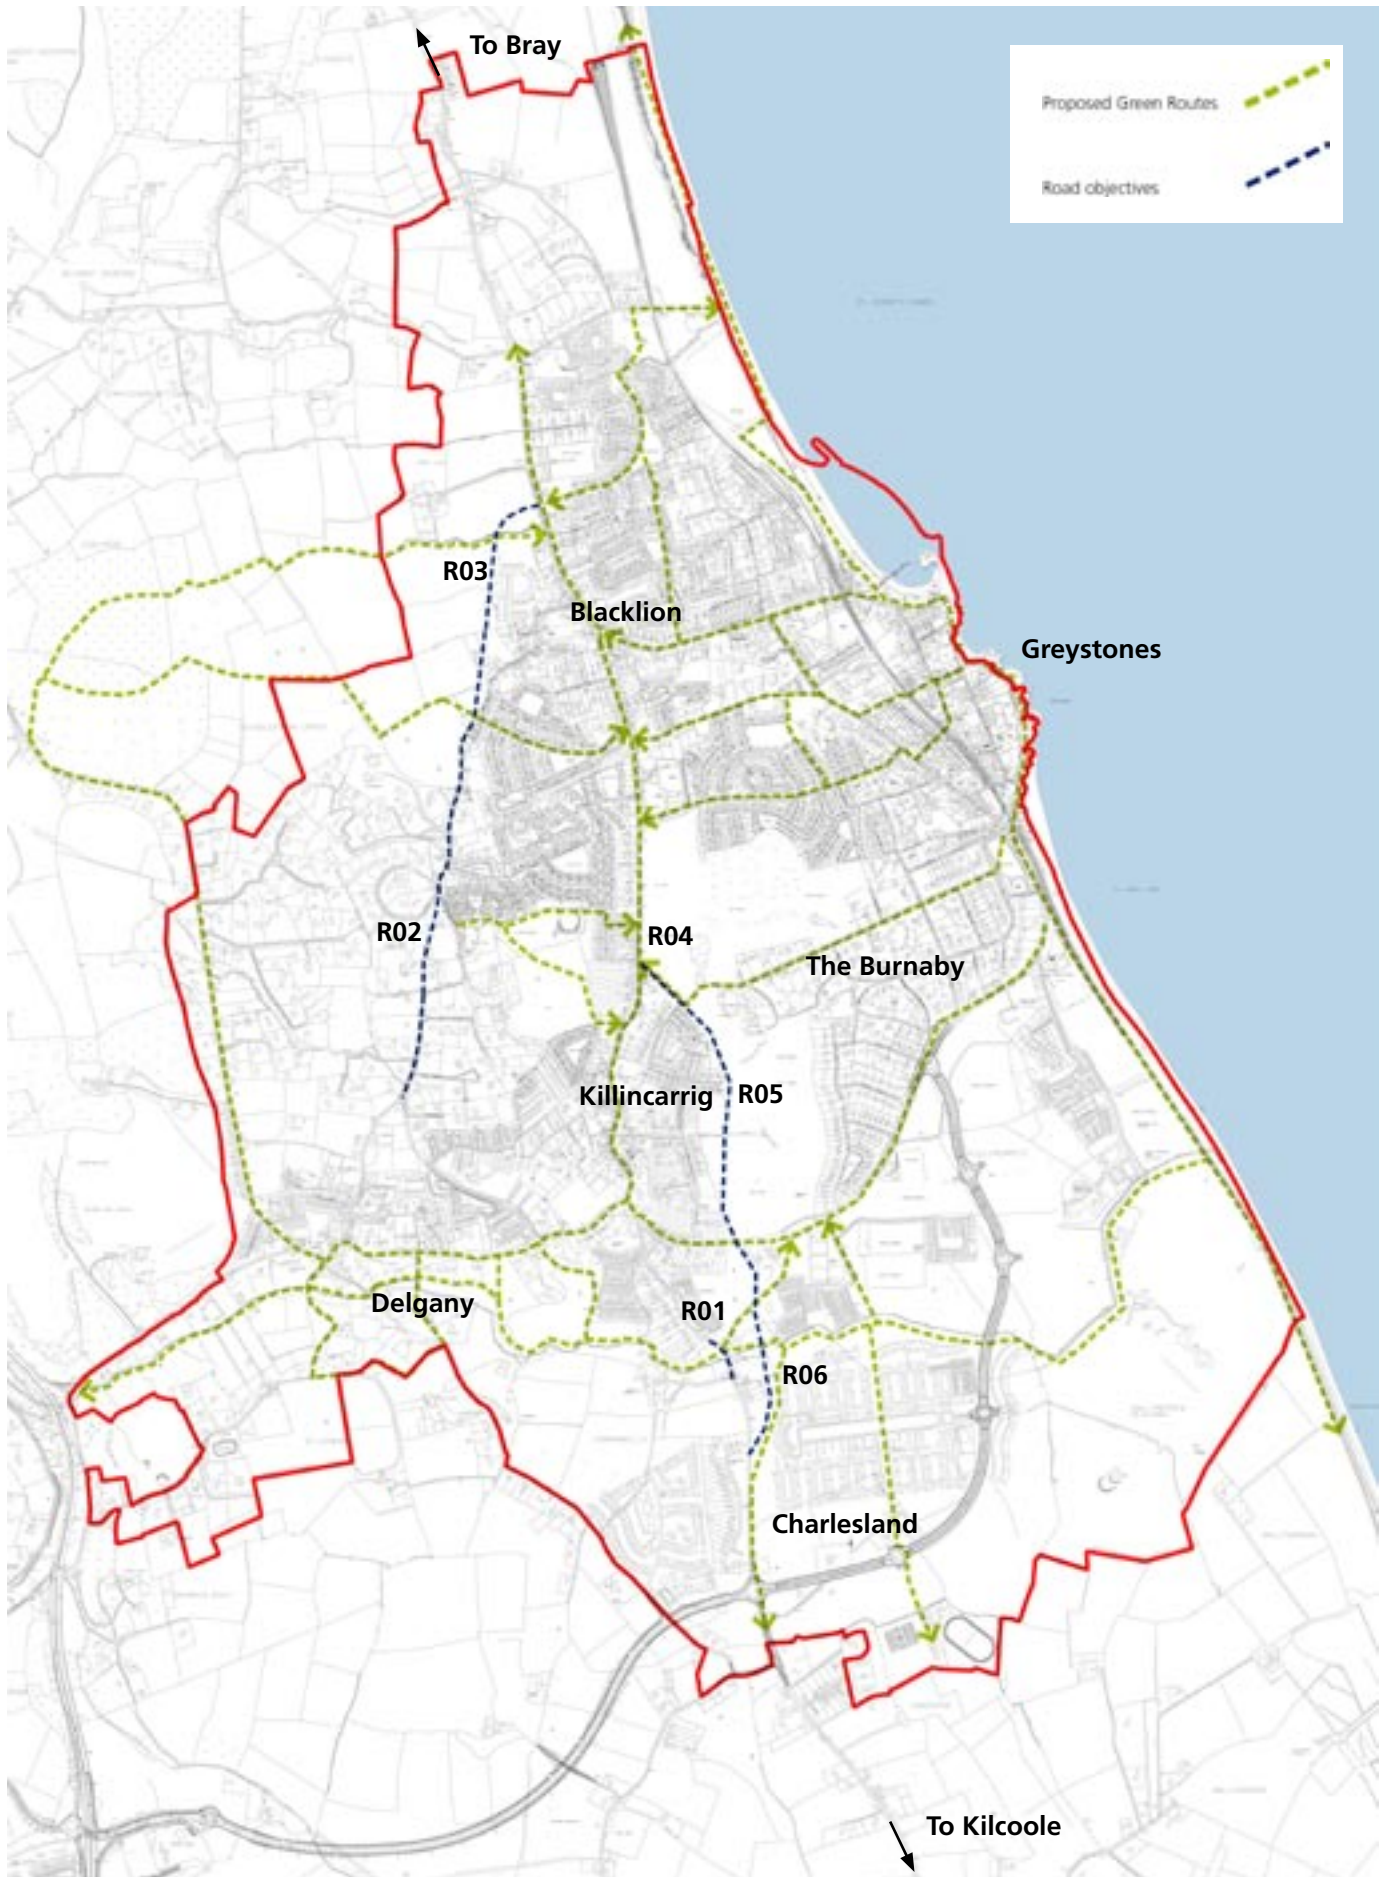 To Bray
Proposed Green Routes
Road objectives
R03
Blacklion
Greystones
R02
R04
The Burnaby
Killincarrig
R05
Delgany
R01
R06
Charlesland
To Kilcoole